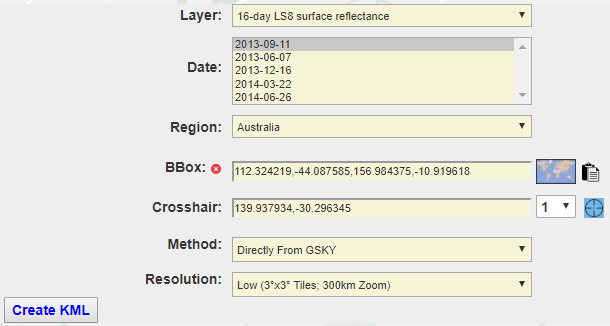 Layer: 16-day LS8 surface reflectance
Date: 2013-09-11
2013-06-07
2013-12-16
2014-03-22
2014-06-26
Region: Australia
BBox: 112.324219,-44.087585,156.984375,-10.919618
Crosshair: 139.937934,-30.296345 1
Method: Directly From GSKY
Resolution: Low (3°x3° Tiles; 300km Zoom)
Create KML